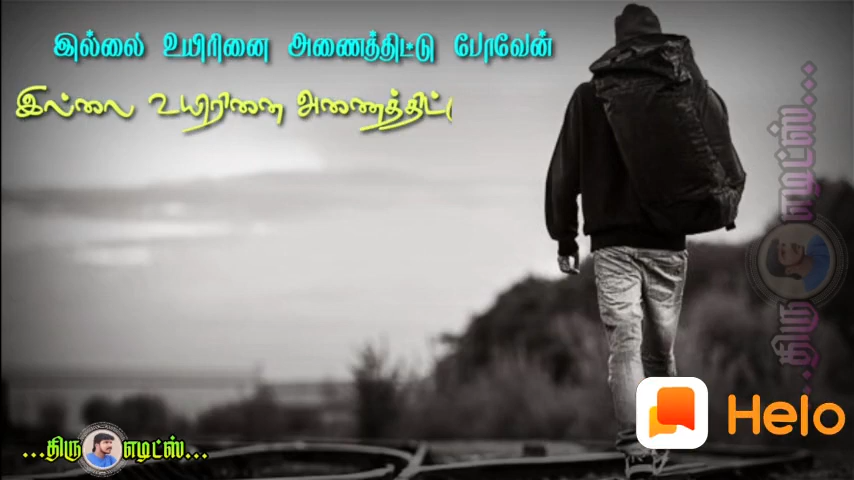 இல்லை உயிரினை அணைத்திட்டு போவேன்
இல்லை உயிரினை அணைத்திட்
...திரு எடிட்ஸ்...
...திரு எடிட்ஸ்...
Helo